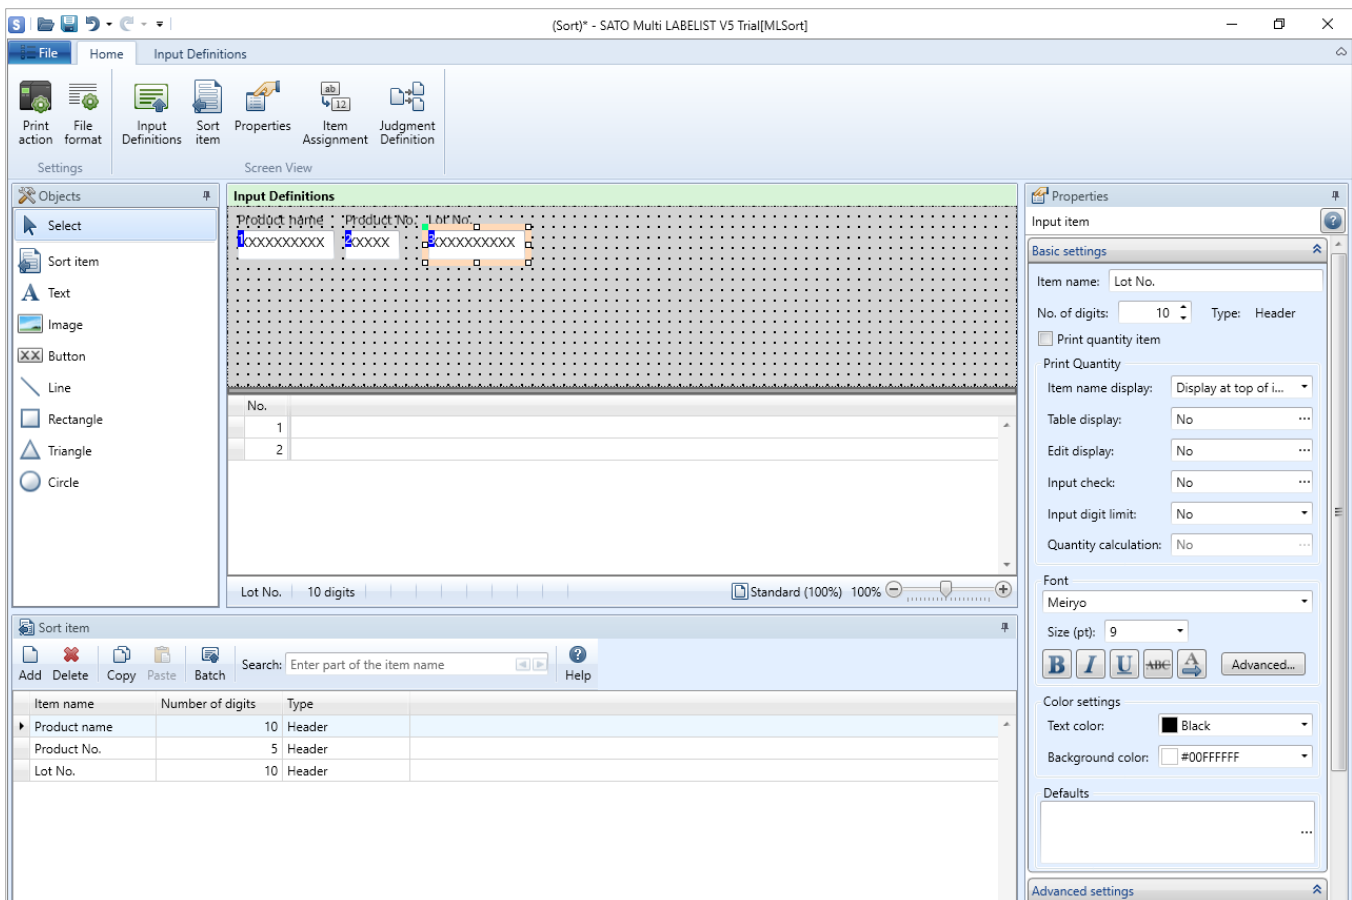 S
(Sort)* - SATO Multi LABELIST V5 Trial[MLSort]
File Home Input Definitions
Print action
File format
Input Definitions
Sort item
Properties
ab 12
Item Assignment
Judgment Definition
Settings
Screen View
Objects
Select
Sort item
A Text
Image
XX Button
Line
Rectangle
Triangle
Circle
Input Definitions
Product name Product No. Lot No.
1XXXXXXXXXX 2XXXXX 3XXXXXXXXXX
No.
1
2
Lot No. 10 digits Standard (100%) 100%
Properties
Input item
Basic settings
Item name: Lot No.
No. of digits: 10 Type: Header
Print quantity item
Print Quantity
Item name display: Display at top of i...
Table display: No ...
Edit display: No ...
Input check: No ...
Input digit limit: No
Quantity calculation: No ...
Font
Meiryo
Size (pt): 9
B I U ABC A Advanced...
Color settings
Text color: Black
Background color: #00FFFFFF
Defaults
...
Advanced settings
Sort item
Add Delete Copy Paste Batch Search: Enter part of the item name Help
Item name Number of digits Type
Product name 10 Header
Product No. 5 Header
Lot No. 10 Header